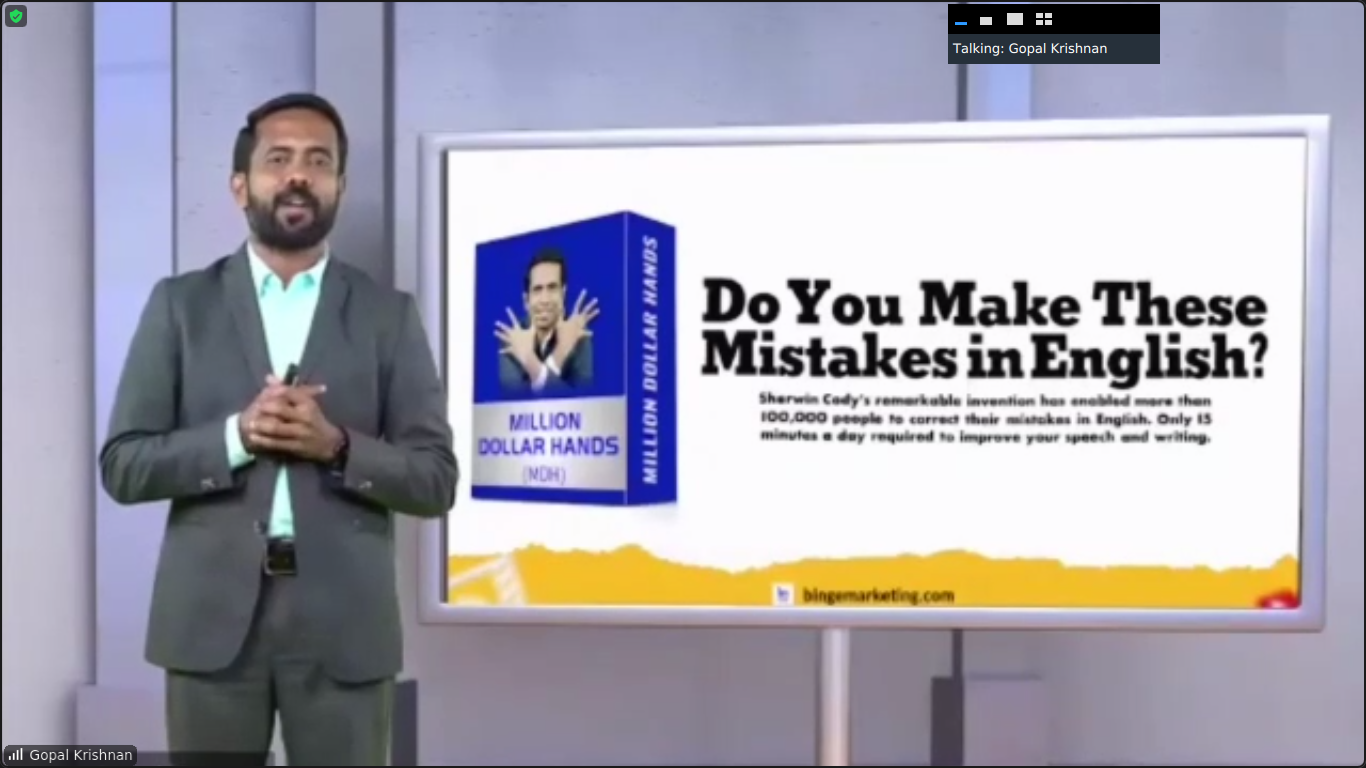 Talking: Gopal Krishnan
Do You Make These
Mistakes in English?
Sherwin Cody's remarkable invention has enabled more than
100,000 people to correct their mistakes in English. Only 15
minutes a day required to improve your speech and writing.
MILLION
DOLLAR HANDS
(MDH)
MILLION DOLLAR HANDS
bingemarketing.com
Gopal Krishnan